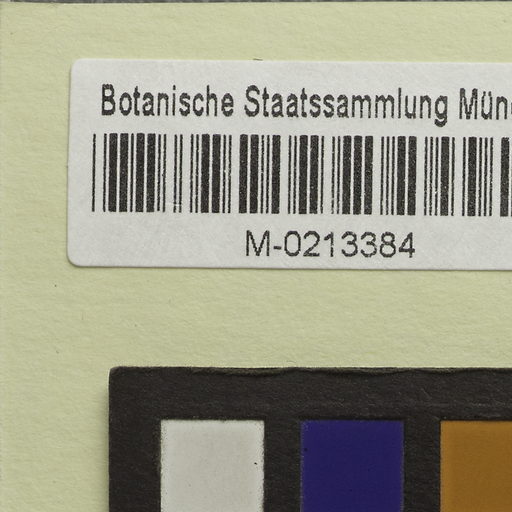 Botanische Staatssammlung Mün
M-0213384